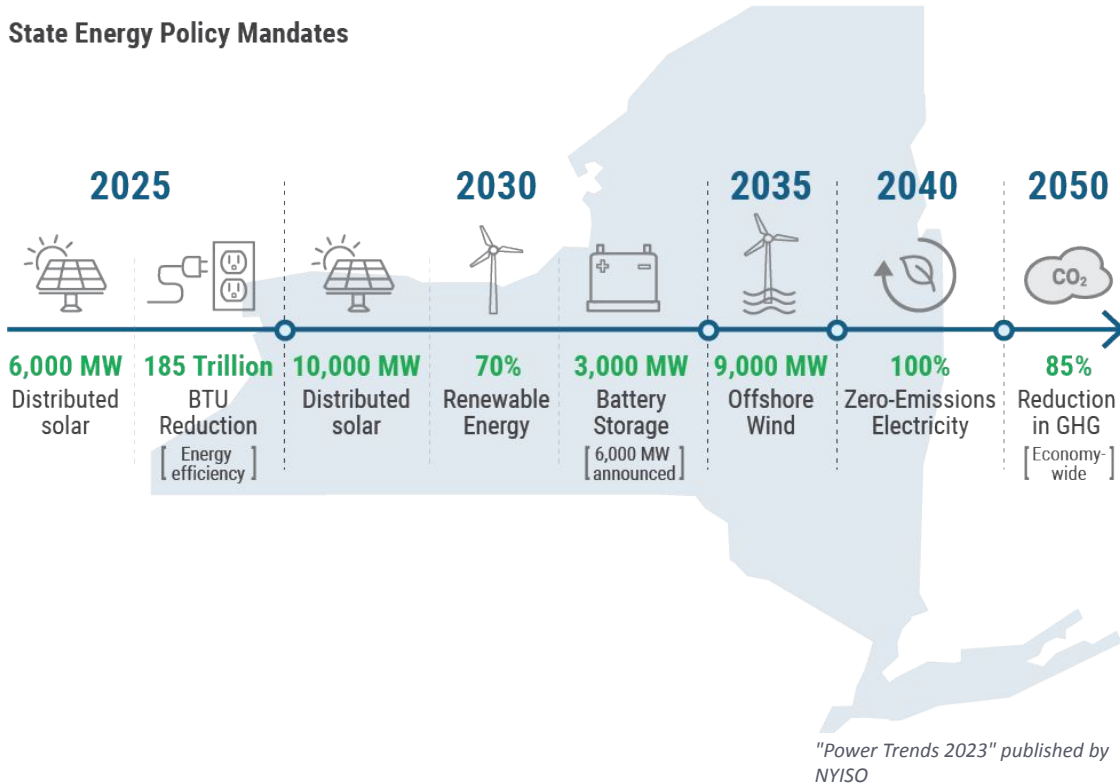 State Energy Policy Mandates
2025
2030
2035
2040
2050
CO₂
6,000 MW
Distributed
solar
185 Trillion
BTU
Reduction
[ Energy
efficiency ]
10,000 MW
Distributed
solar
70%
Renewable
Energy
3,000 MW
Battery
Storage
[ 6,000 MW
announced ]
9,000 MW
Offshore
Wind
100%
Zero-Emissions
Electricity
85%
Reduction
in GHG
[ Economy-
wide ]
"Power Trends 2023" published by
NYISO